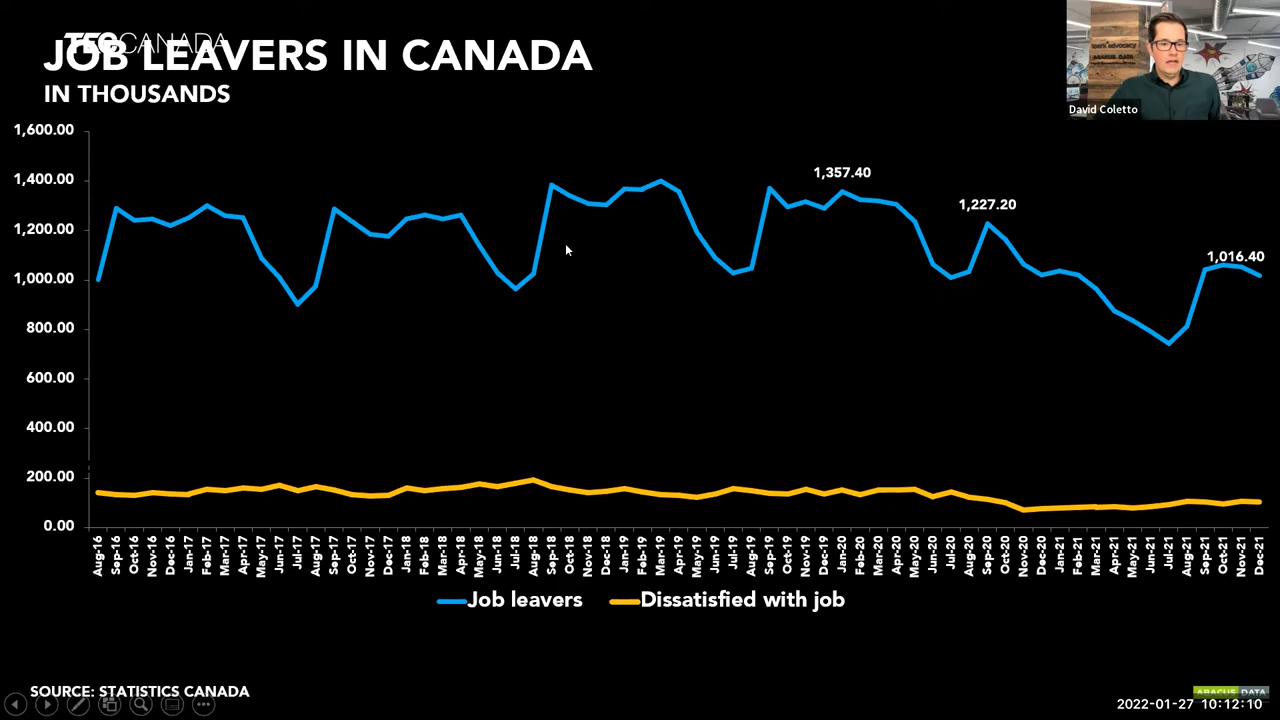 TEC CANADA
JOB LEAVERS IN CANADA
IN THOUSANDS
spark*advocacy
ABACUS DATA
David Coletto
1,600.00
1,400.00
1,200.00
1,000.00
800.00
600.00
400.00
200.00
0.00
1,357.40
1,227.20
1,016.40
Aug-16 Sep-16 Oct-16 Nov-16 Dec-16 Jan-17 Feb-17 Mar-17 Apr-17 May-17 Jun-17 Jul-17 Aug-17 Sep-17 Oct-17 Nov-17 Dec-17 Jan-18 Feb-18 Mar-18 Apr-18 May-18 Jun-18 Jul-18 Aug-18 Sep-18 Oct-18 Nov-18 Dec-18 Jan-19 Feb-19 Mar-19 Apr-19 May-19 Jun-19 Jul-19 Aug-19 Sep-19 Oct-19 Nov-19 Dec-19 Jan-20 Feb-20 Mar-20 Apr-20 May-20 Jun-20 Jul-20 Aug-20 Sep-20 Oct-20 Nov-20 Dec-20 Jan-21 Feb-21 Mar-21 Apr-21 May-21 Jun-21 Jul-21 Aug-21 Sep-21 Oct-21 Nov-21 Dec-21
Job leavers Dissatisfied with job
SOURCE: STATISTICS CANADA
ABACUS DATA
2022-01-27 10:12:10